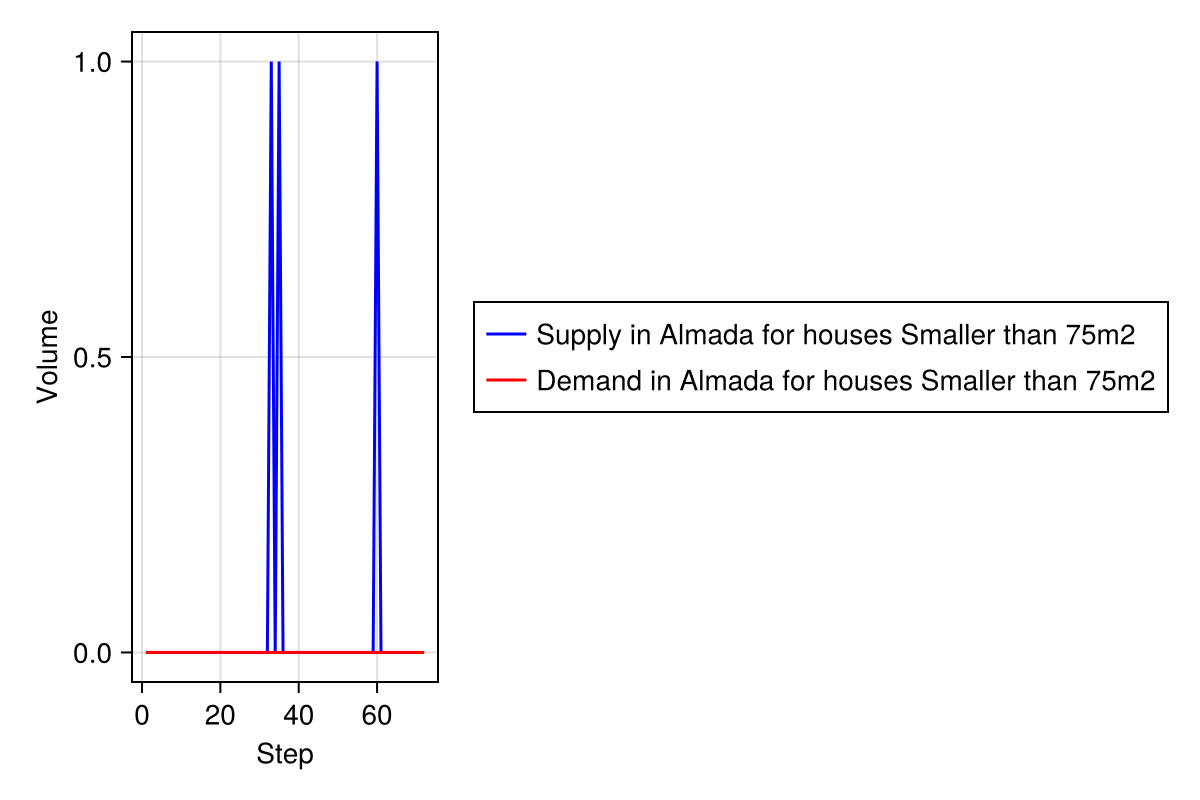 1.0
0.5
0.0
Volume
0 20 40 60
Step
Supply in Almada for houses Smaller than 75m2
Demand in Almada for houses Smaller than 75m2